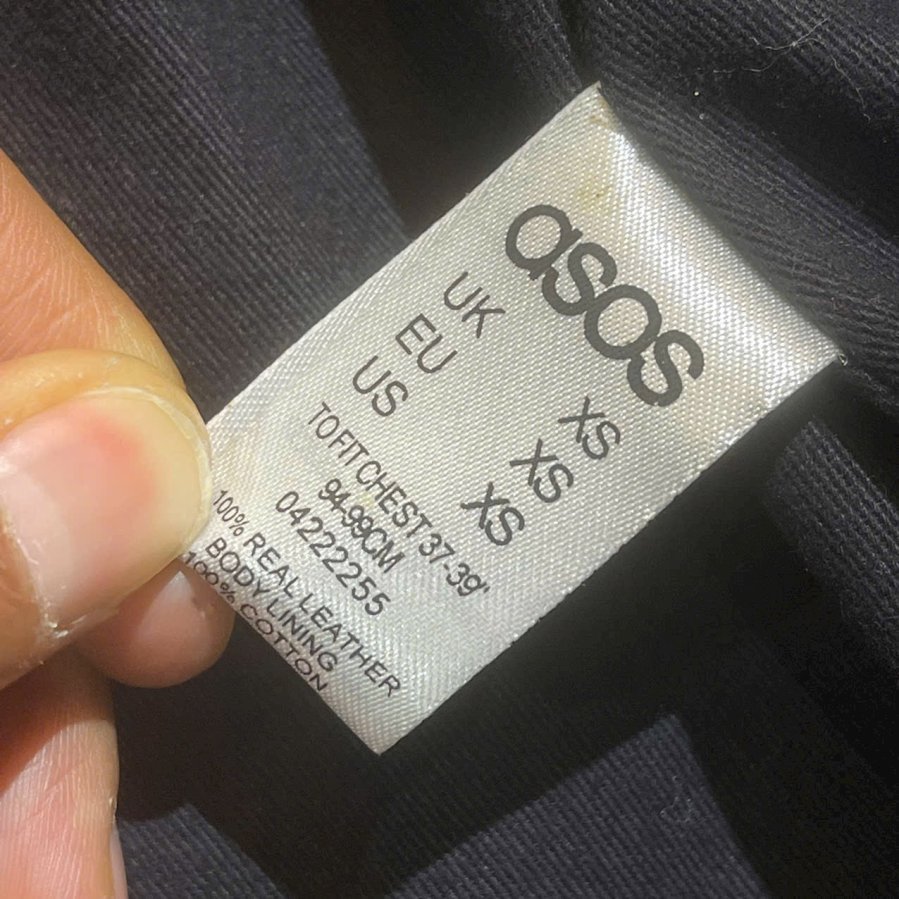 asos
UK XS
EU XS
US XS
TO FIT CHEST 37-39"
94-99CM
04222255
100% REAL LEATHER
BODY LINING
100% COTTON